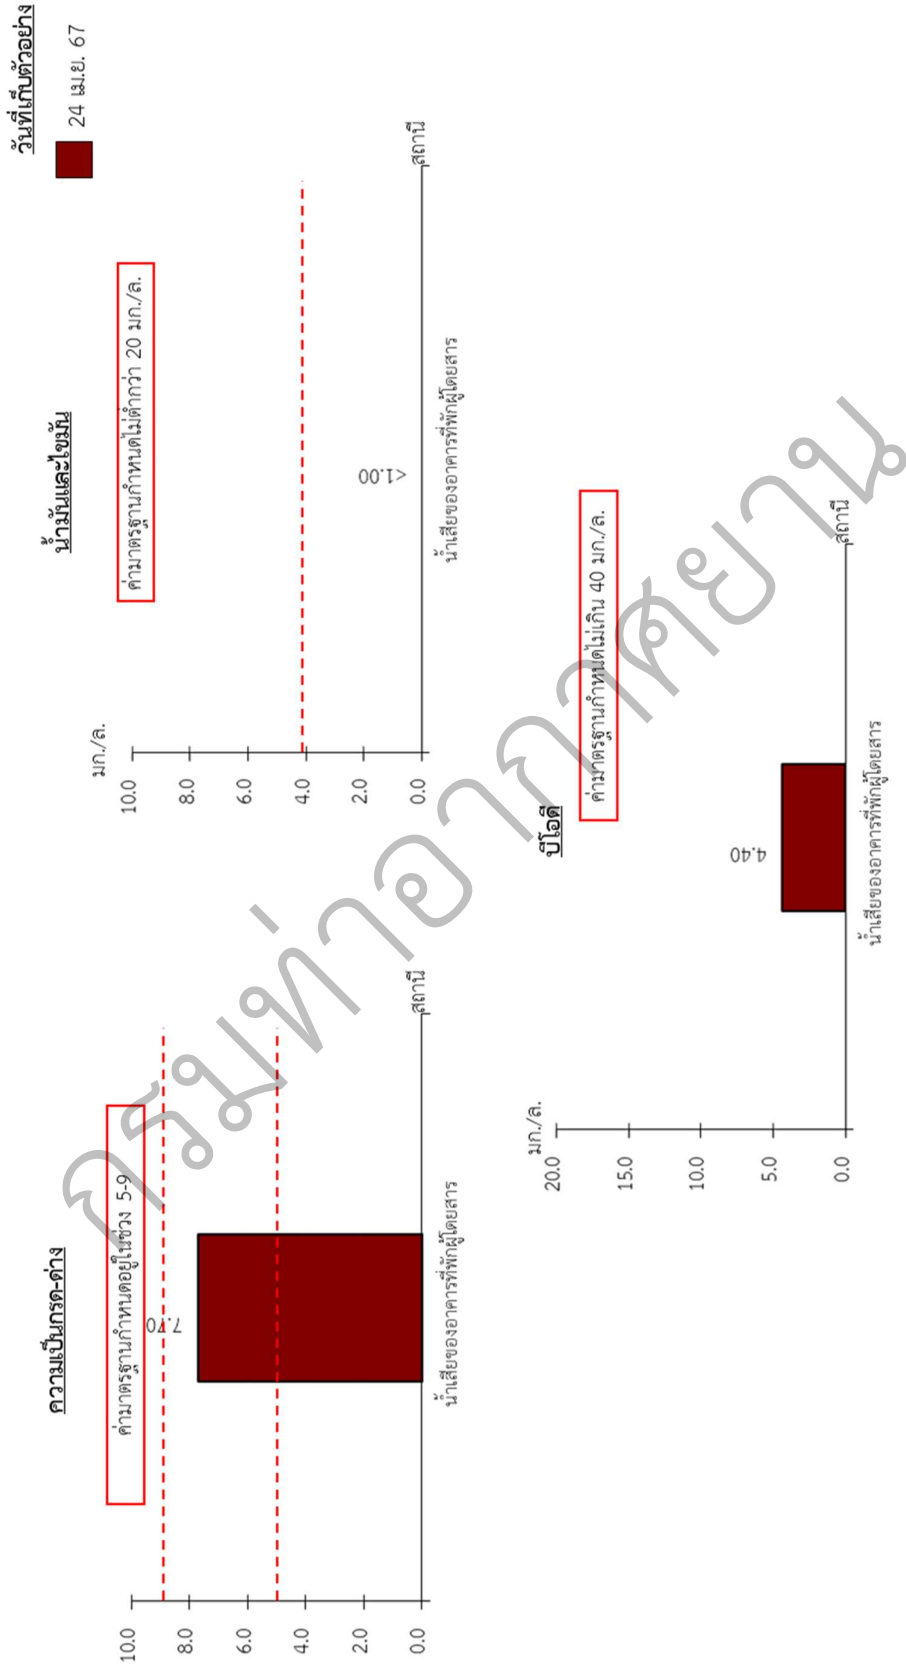 วันที่เก็บตัวอย่าง
24 เม.ย. 67
ความเป็นกรด-ด่าง
ค่ามาตรฐานกำหนดอยู่ในช่วง 5-9
10.0
8.0
6.0
4.0
2.0
0.0
7.70
น้ำเสียของอาคารที่พักผู้โดยสาร
สถานี
น้ำมันและไขมัน
ค่ามาตรฐานกำหนดไม่ต่ำกว่า 20 มก./ล.
มก./ล.
10.0
8.0
6.0
4.0
2.0
0.0
<1.00
น้ำเสียของอาคารที่พักผู้โดยสาร
สถานี
บีโอดี
ค่ามาตรฐานกำหนดไม่เกิน 40 มก./ล.
มก./ล.
20.0
15.0
10.0
5.0
0.0
4.40
น้ำเสียของอาคารที่พักผู้โดยสาร
สถานี
กรมท่าอากาศยาน